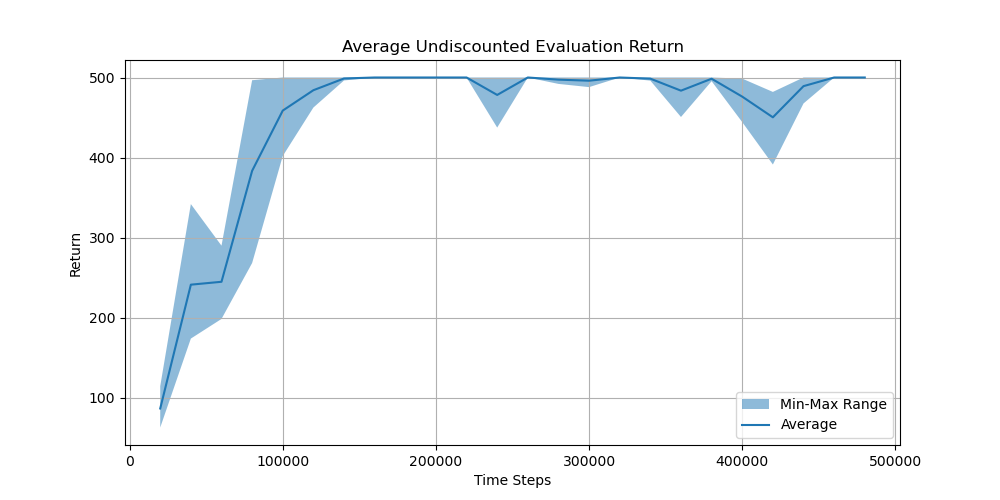 Average Undiscounted Evaluation Return
500
400
300
200
100
Return
0
100000
200000
300000
400000
500000
Time Steps
Min-Max Range
Average